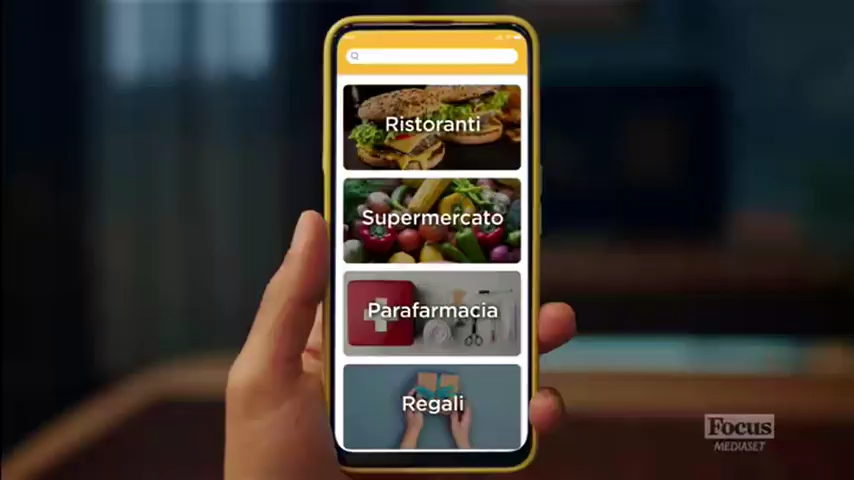 Ristoranti
Supermercato
Parafarmacia
Regali
Focus
MEDIASET